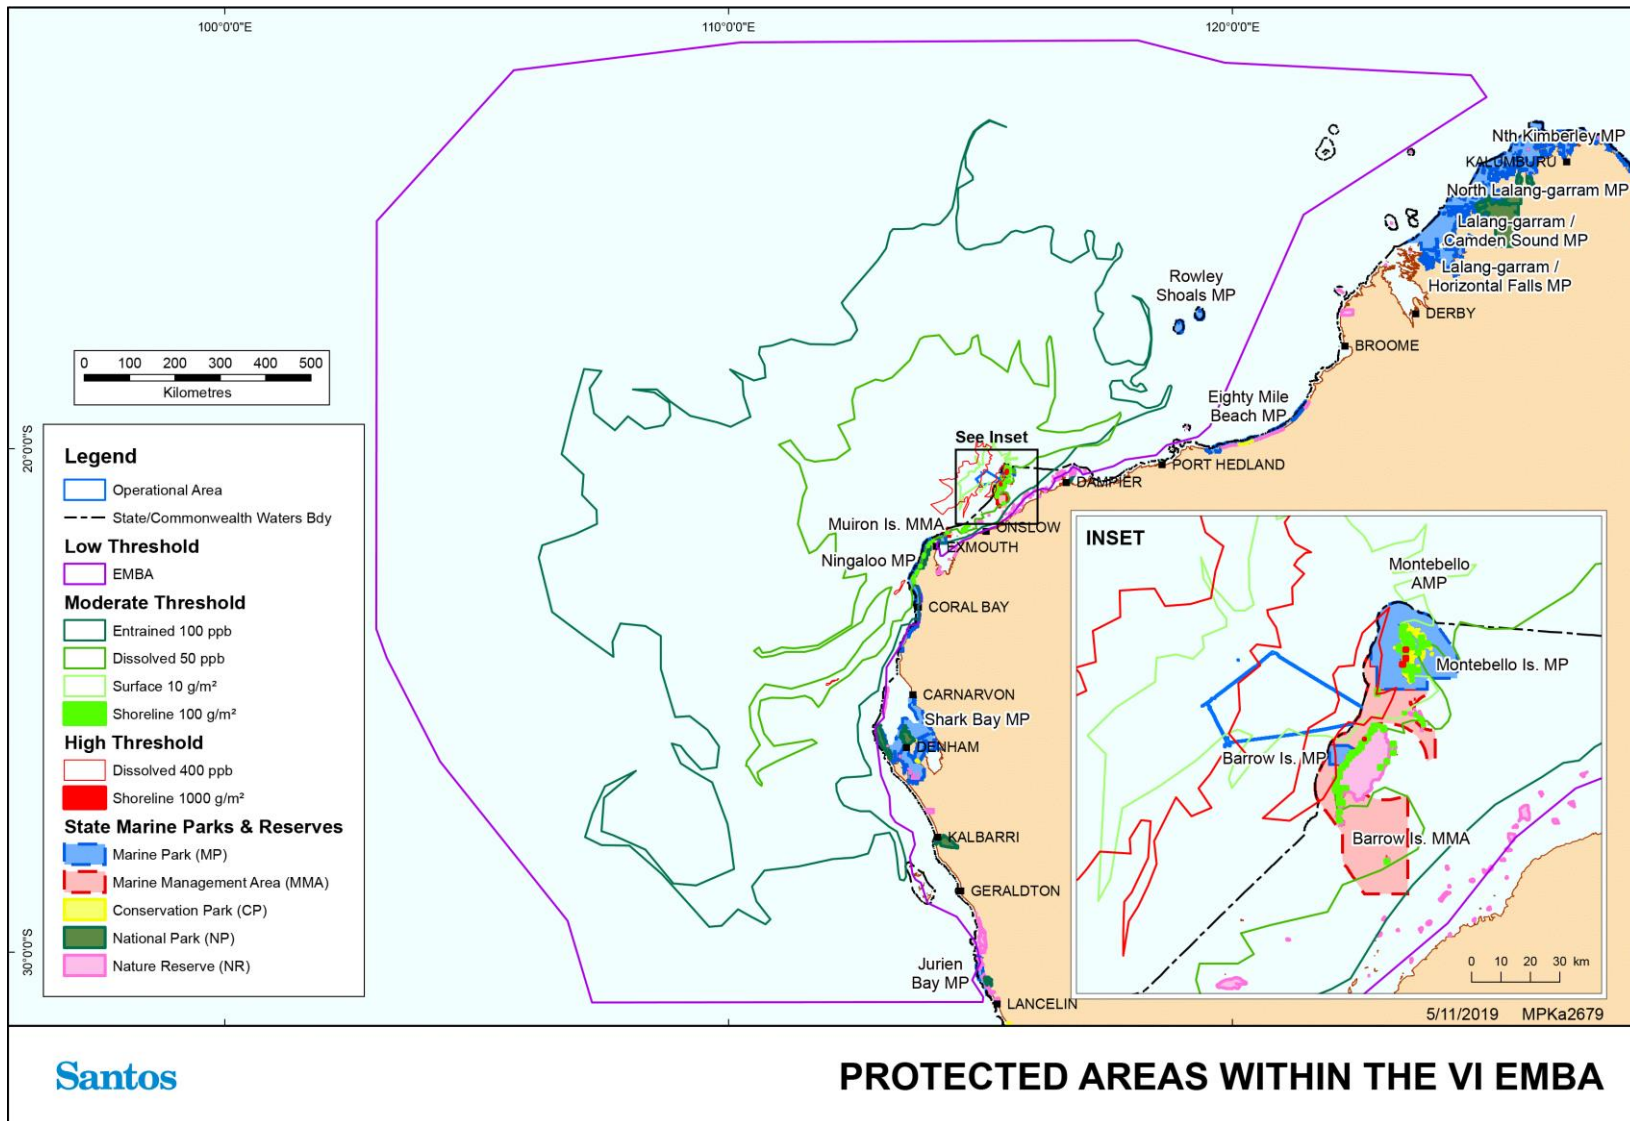 100°0'0"E
110°0'0"E
120°0'0"E
20°0'0"S
30°0'0"S
Nth Kimberley MP
KALUMBURU
North Lalang-garram MP
Lalang-garram /
Camden Sound MP
Lalang-garram /
Horizontal Falls MP
DERBY
BROOME
Rowley
Shoals MP
Eighty Mile
Beach MP
PORT HEDLAND
See Inset
DAMPIER
Muiron Is. MMA
ONSLOW
EXMOUTH
Ningaloo MP
CORAL BAY
CARNARVON
Shark Bay MP
DENHAM
KALBARRI
GERALDTON
Jurien
Bay MP
LANCELIN
0 100 200 300 400 500
Kilometres
Legend
Operational Area
State/Commonwealth Waters Bdy
Low Threshold
EMBA
Moderate Threshold
Entrained 100 ppb
Dissolved 50 ppb
Surface 10 g/m²
Shoreline 100 g/m²
High Threshold
Dissolved 400 ppb
Shoreline 1000 g/m²
State Marine Parks & Reserves
Marine Park (MP)
Marine Management Area (MMA)
Conservation Park (CP)
National Park (NP)
Nature Reserve (NR)
INSET
Montebello
AMP
Montebello Is. MP
Barrow Is. MP
Barrow Is. MMA
0 10 20 30 km
5/11/2019 MPKa2679
Santos
PROTECTED AREAS WITHIN THE VI EMBA